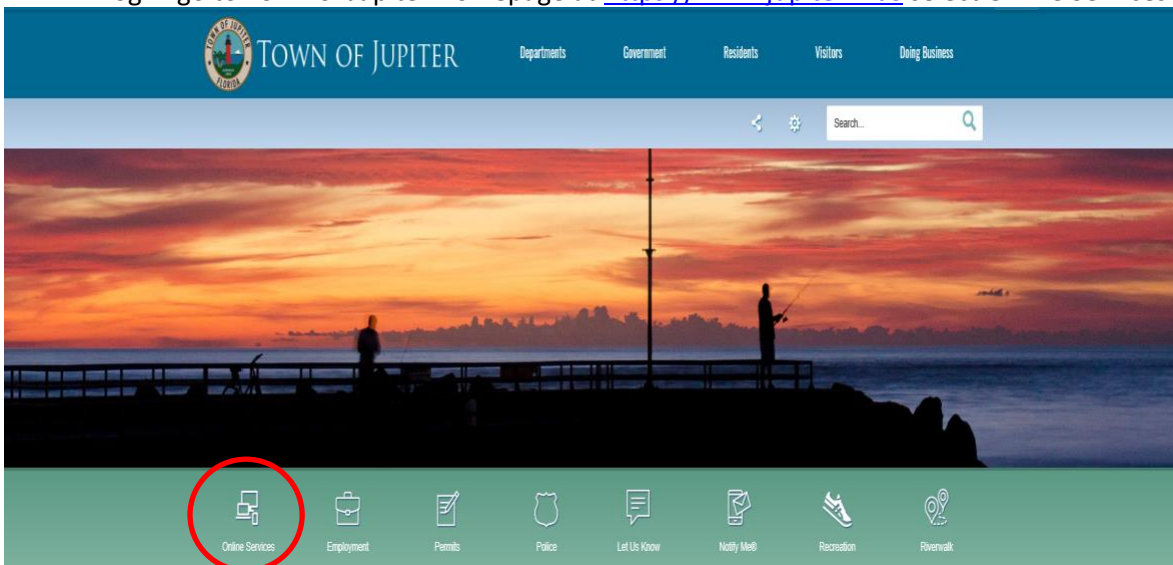 TOWN OF JUPITER
Departments Government Residents Visitors Doing Business
FLORIDA
Search...
Online Services Employment Permits Police Let Us Know Notify Me® Recreation Riverwalk